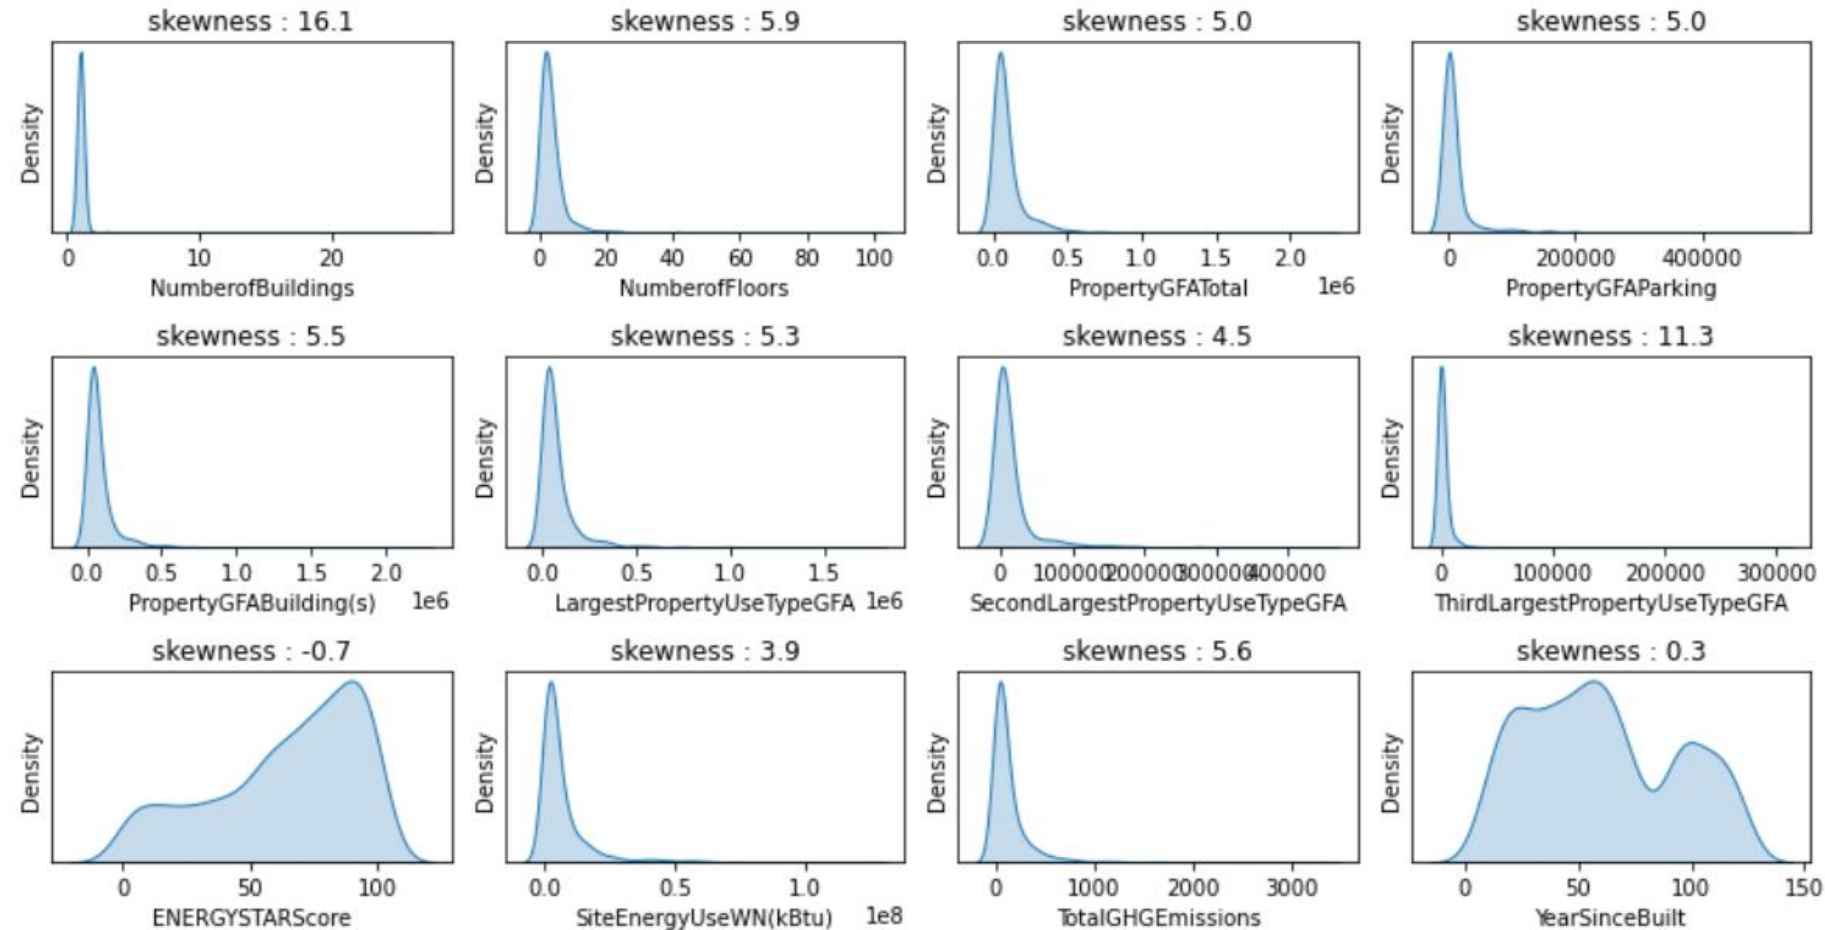 skewness : 16.1
skewness : 5.9
skewness : 5.0
skewness : 5.0
Density
Density
Density
Density
0 10 20
0 20 40 60 80 100
0.0 0.5 1.0 1.5 2.0
0 200000 400000
NumberofBuildings
NumberofFloors
PropertyGFATotal 1e6
PropertyGFAParking
skewness : 5.5
skewness : 5.3
skewness : 4.5
skewness : 11.3
Density
Density
Density
Density
0.0 0.5 1.0 1.5 2.0
0.0 0.5 1.0 1.5
0 100000 200000 300000 400000
0 100000 200000 300000
PropertyGFABuilding(s) 1e6
LargestPropertyUseTypeGFA 1e6
SecondLargestPropertyUseTypeGFA
ThirdLargestPropertyUseTypeGFA
skewness : -0.7
skewness : 3.9
skewness : 5.6
skewness : 0.3
Density
Density
Density
Density
0 50 100
0.0 0.5 1.0
0 1000 2000 3000
0 50 100 150
ENERGYSTARScore
SiteEnergyUseWN(kBtu) 1e8
TotalGHGEmissions
YearSinceBuilt